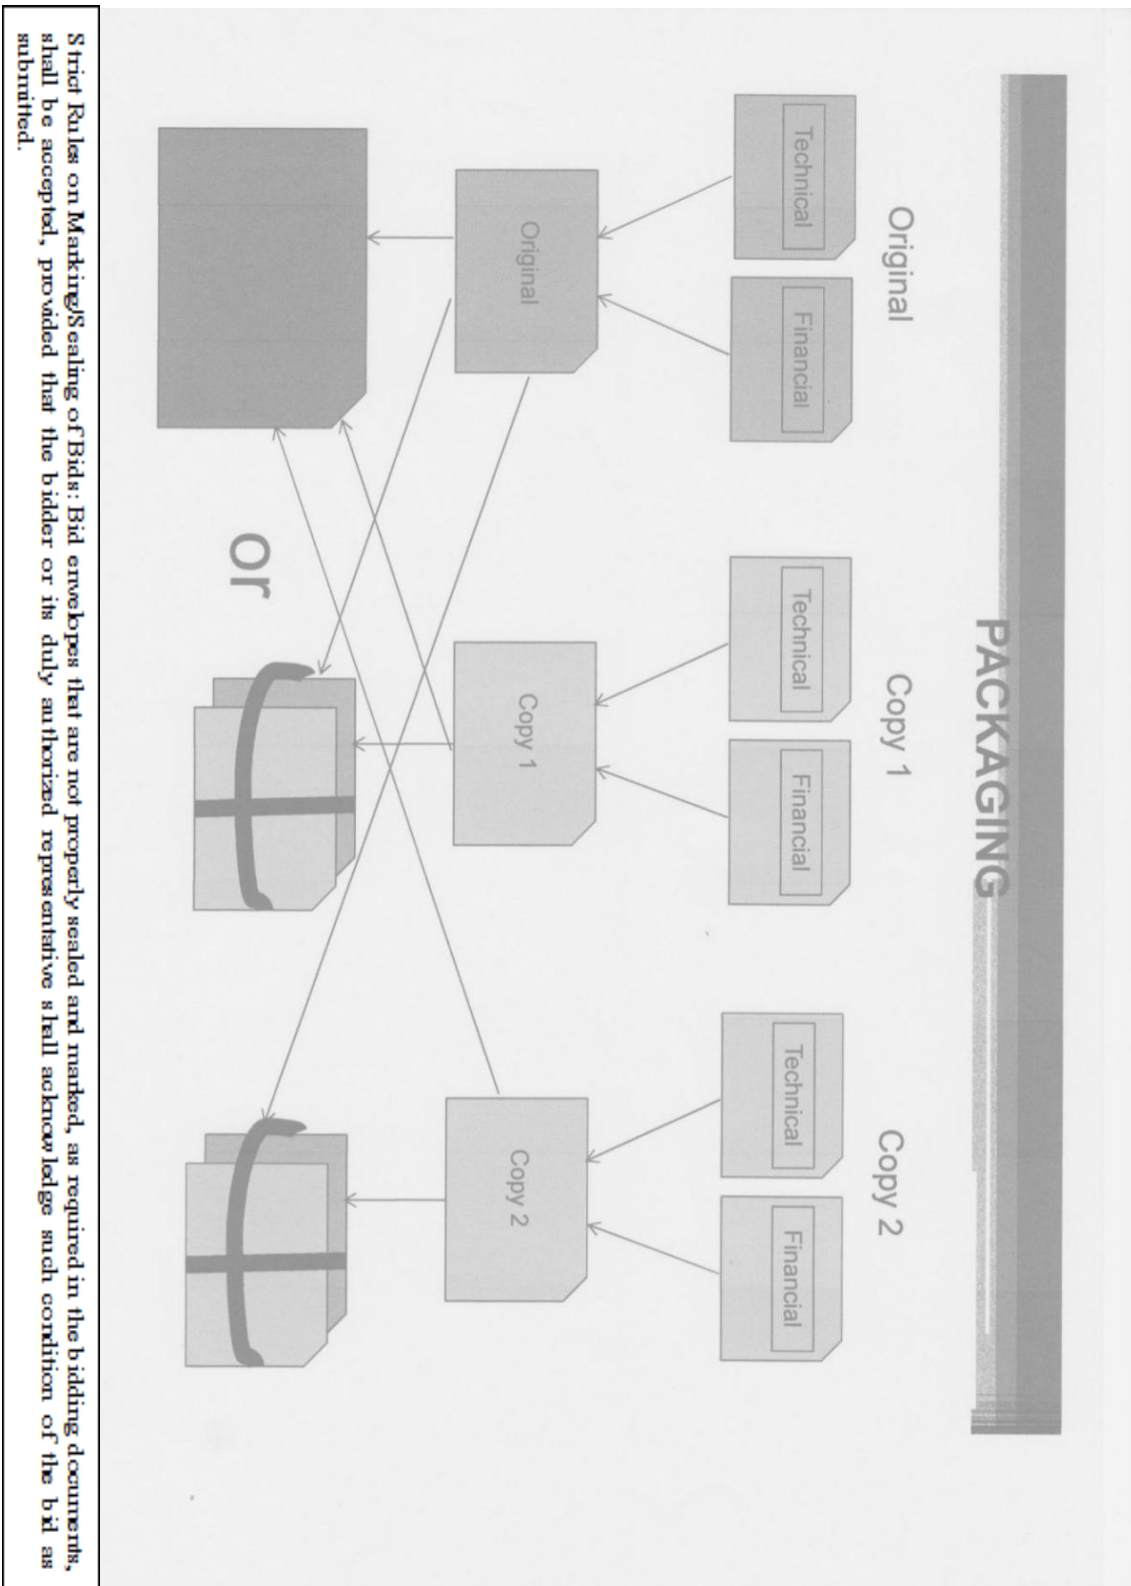 PACKAGING
Original
Copy 1
Copy 2
Technical
Financial
Technical
Financial
Technical
Financial
Original
Copy 1
Copy 2
or
Strict Rules on Marking/Sealing of Bids: Bid envelopes that are not properly sealed and marked, as required in the bidding documents,
shall be accepted, provided that the bidder or its duly authorized representative shall acknowledge such condition of the bid as
submitted.